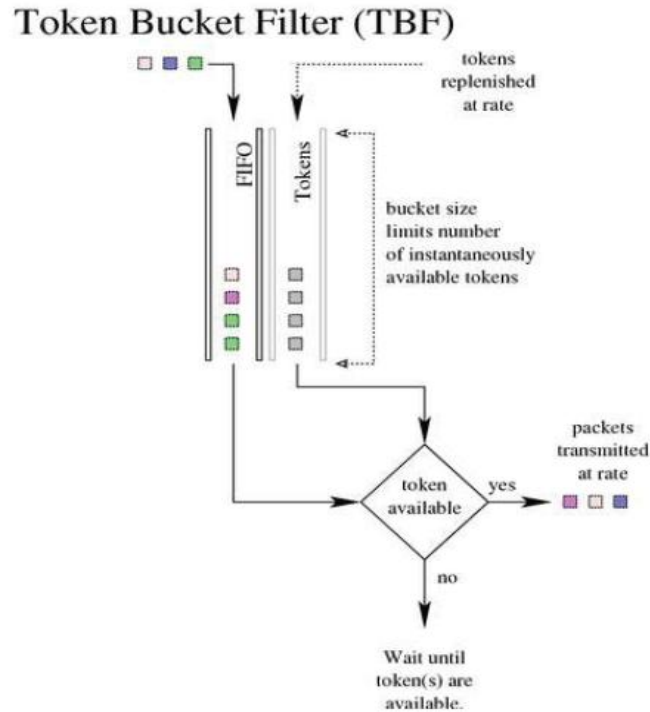 Token Bucket Filter (TBF)
tokens
replenished
at rate
FIFO
Tokens
bucket size
limits number
of instantaneously
available tokens
packets
transmitted
at rate
token
available
yes
no
Wait until
token(s) are
available.